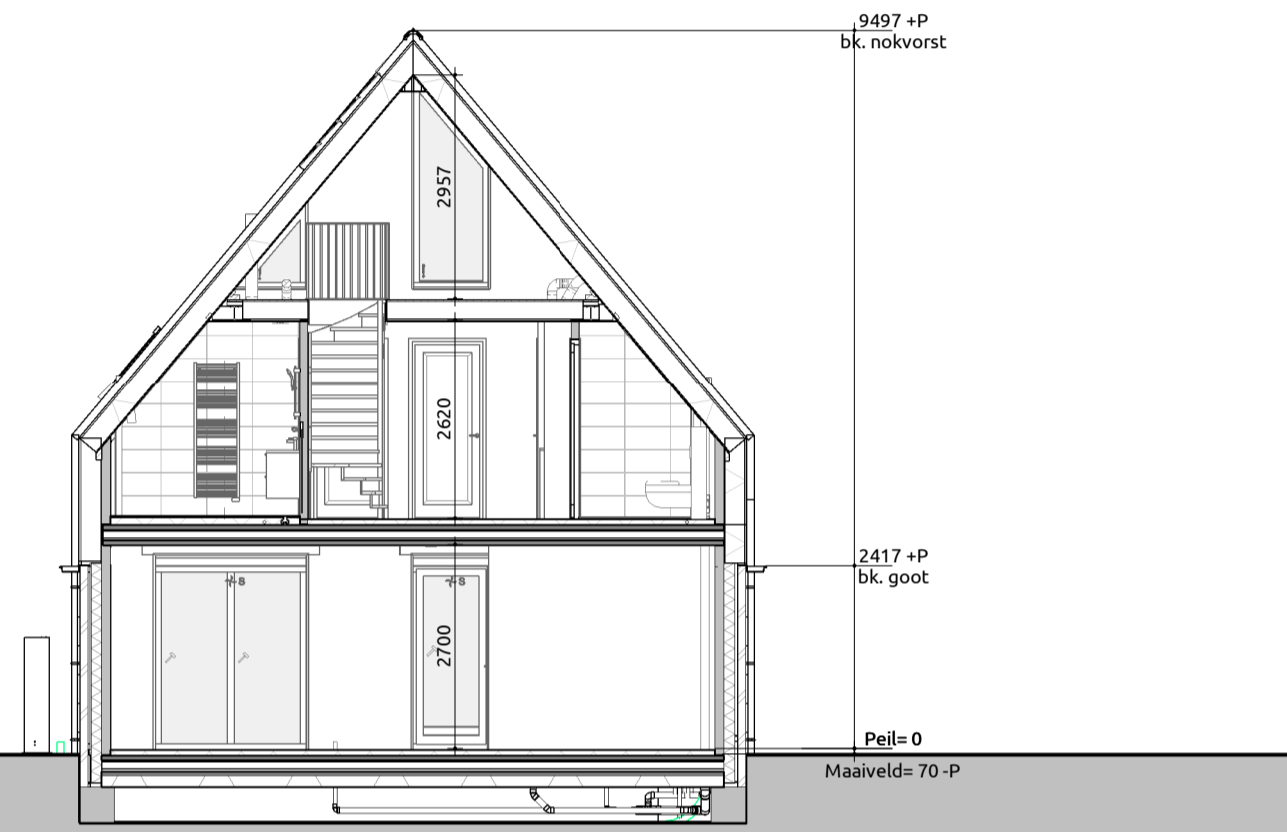 9497 +P
bk. nokvorst
2957
2620
2417 +P
bk. goot
S
S
2700
Peil= 0
Maaiveld= 70 -P